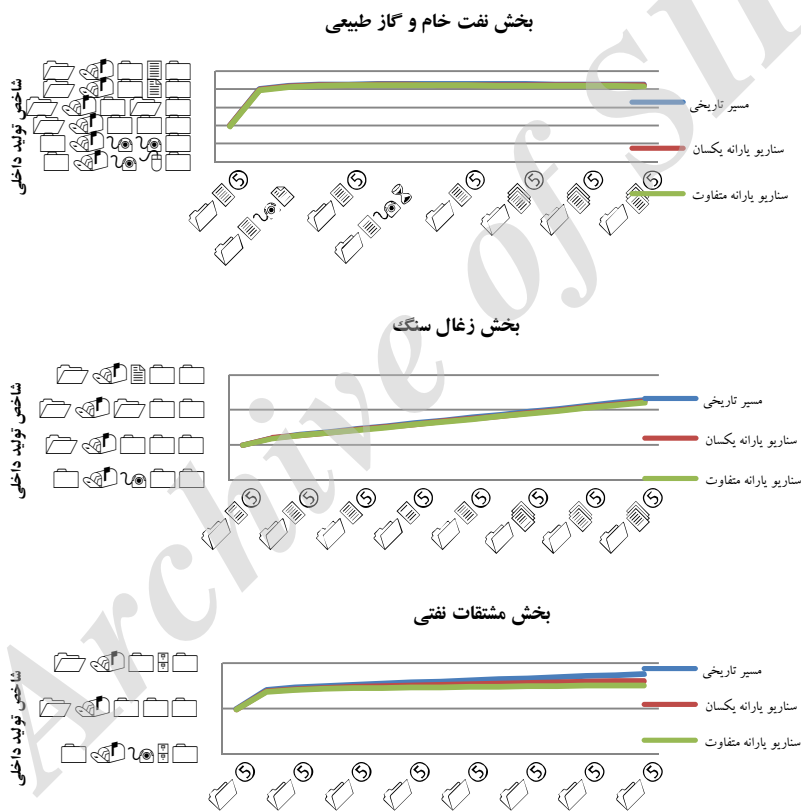 بخش نفت خام و گاز طبیعی
شاخص تولید داخلی
مسیر تاریخی
سناریو یارانه یکسان
سناریو یارانه متفاوت
بخش زغال سنگ
شاخص تولید داخلی
مسیر تاریخی
سناریو یارانه یکسان
سناریو یارانه متفاوت
بخش مشتقات نفتی
شاخص تولید داخلی
مسیر تاریخی
سناریو یارانه یکسان
سناریو یارانه متفاوت
Archive of SID